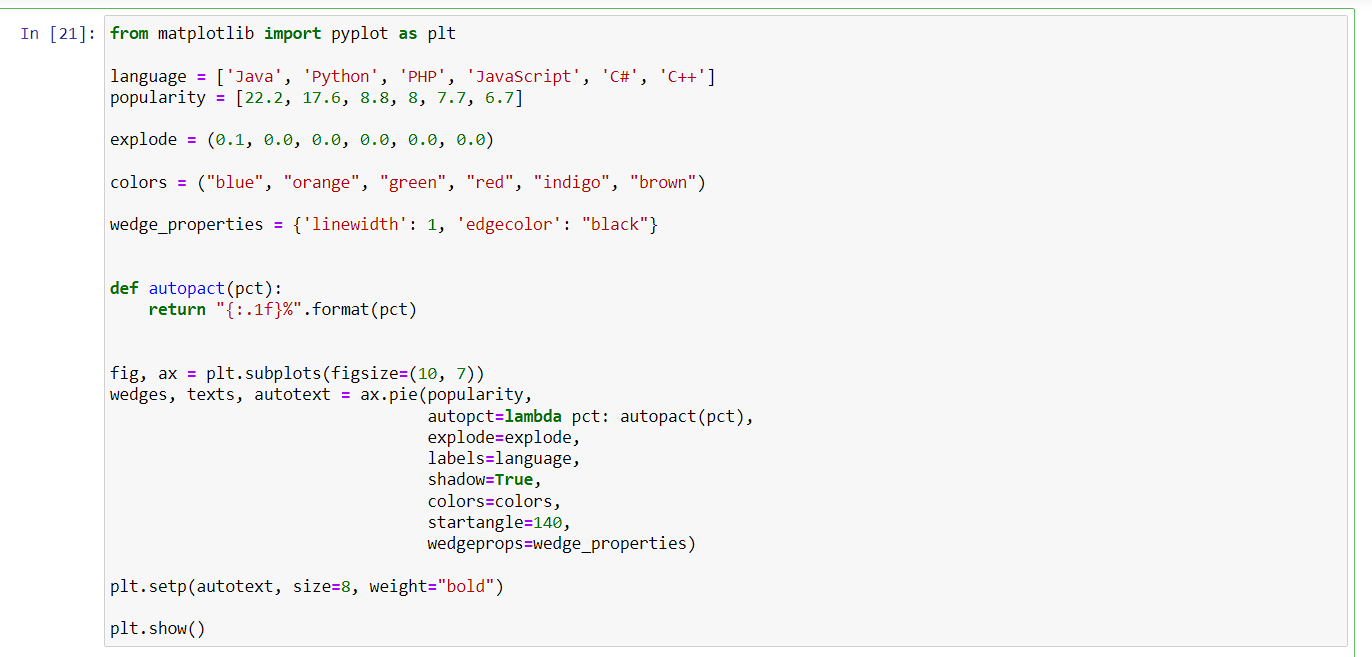 In [21]: from matplotlib import pyplot as plt
language = ['Java', 'Python', 'PHP', 'JavaScript', 'C#', 'C++']
popularity = [22.2, 17.6, 8.8, 8, 7.7, 6.7]
explode = (0.1, 0.0, 0.0, 0.0, 0.0, 0.0)
colors = ("blue", "orange", "green", "red", "indigo", "brown")
wedge_properties = {'linewidth': 1, 'edgecolor': "black"}
def autopact(pct):
    return "{:.1f}%".format(pct)
fig, ax = plt.subplots(figsize=(10, 7))
wedges, texts, autotext = ax.pie(popularity,
                                 autopct=lambda pct: autopact(pct),
                                 explode=explode,
                                 labels=language,
                                 shadow=True,
                                 colors=colors,
                                 startangle=140,
                                 wedgeprops=wedge_properties)
plt.setp(autotext, size=8, weight="bold")
plt.show()